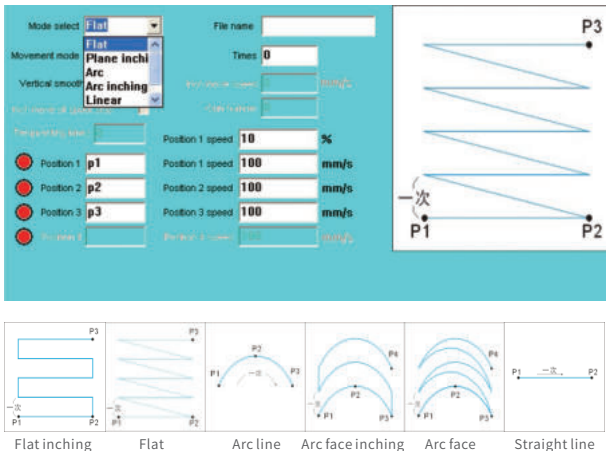 Mode select Flat
File name
Flat
Plane inchi
Arc
Arc inching
Linear
Movement mode
Times 0
Vertical smooth
mm/s
Position 1 speed 10 %
Position 1 p1
Position 1 speed 100 mm/s
Position 2 p2
Position 2 speed 100 mm/s
Position 3 p3
Position 3 speed 100 mm/s
P3
一次
P1
P2
P3
一次
P1
P2
Flat inching
P3
一次
P1
P2
Flat
P2
P1
P3
一次
Arc line
P4
P2
一次
P1
P3
Arc face inching
P4
P2
一次
P1
P3
Arc face
P1
一次
P2
Straight line